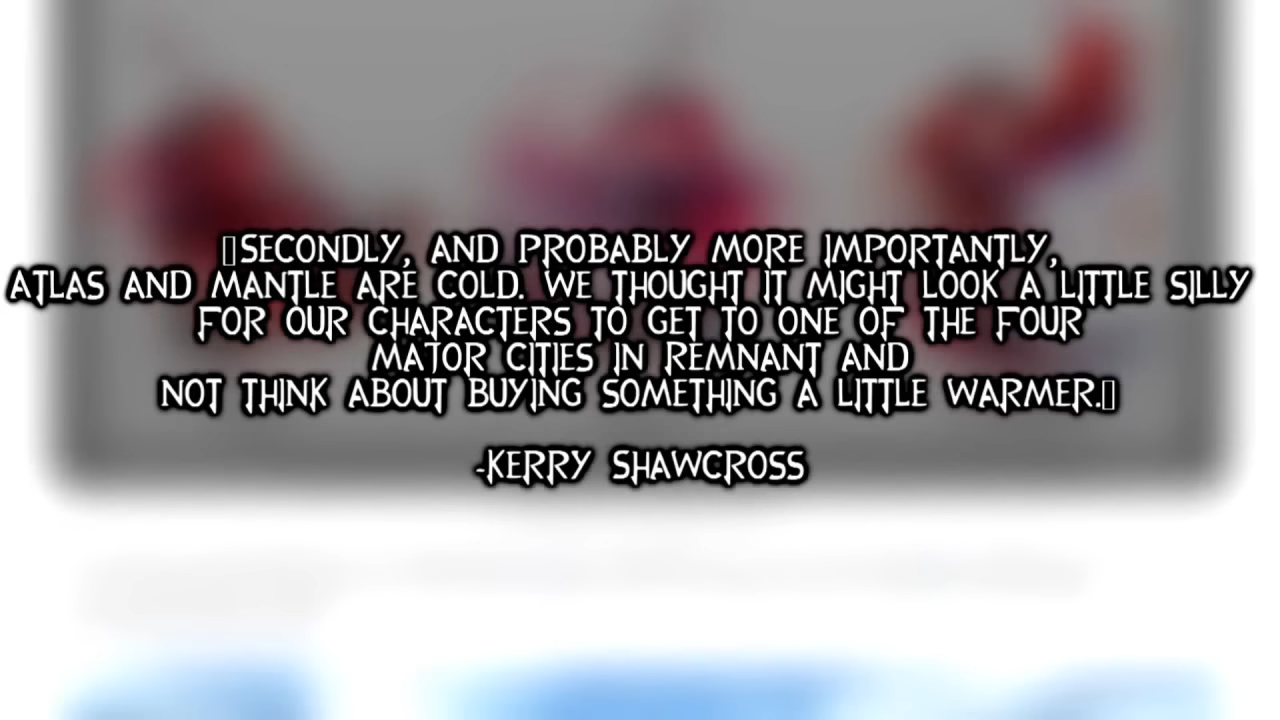 ▯SECONDLY, AND PROBABLY MORE IMPORTANTLY,
ATLAS AND MANTLE ARE COLD. WE THOUGHT IT MIGHT LOOK A LITTLE SILLY
FOR OUR CHARACTERS TO GET TO ONE OF THE FOUR
MAJOR CITIES IN REMNANT AND
NOT THINK ABOUT BUYING SOMETHING A LITTLE WARMER.▯
-KERRY SHAWCROSS